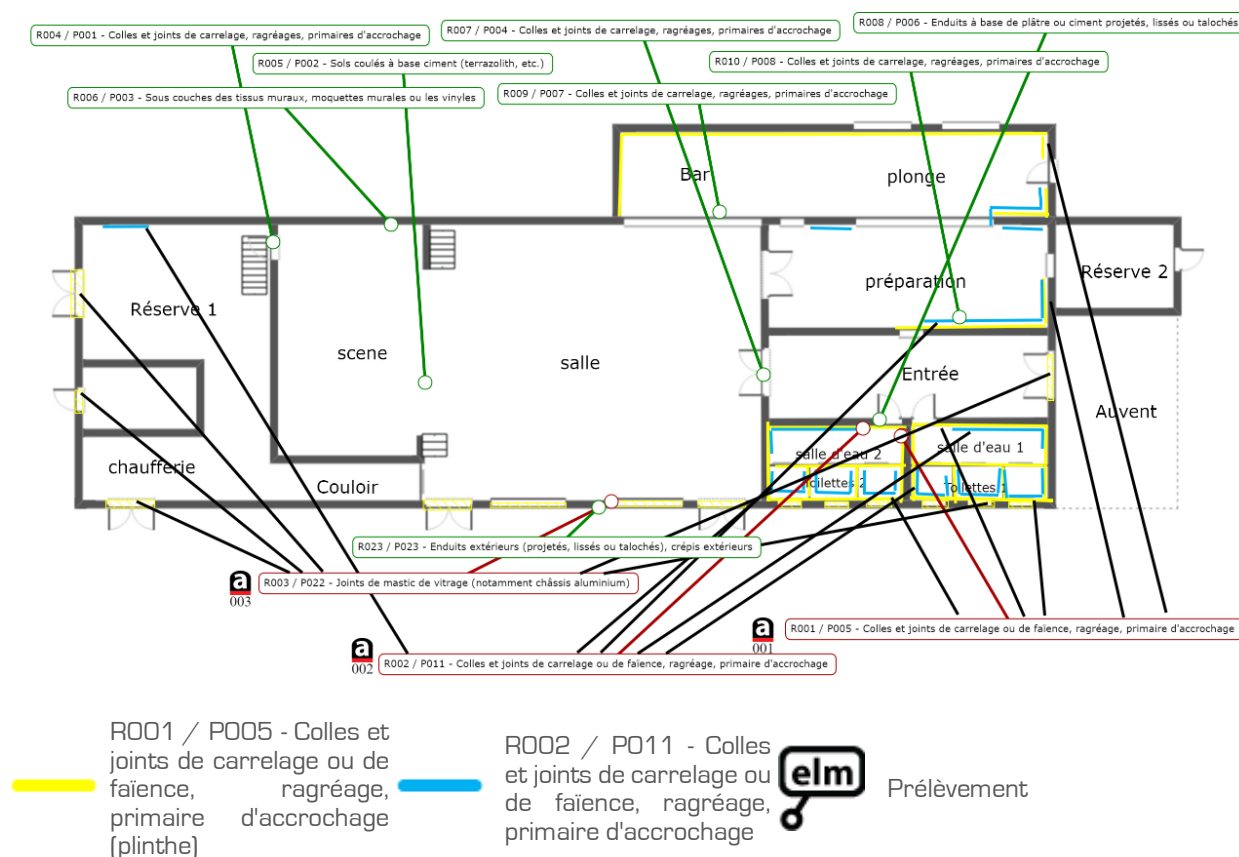 R008 / P006 - Enduits à base de plâtre ou ciment projetés, lissés ou talochés
R004 / P001 - Colles et joints de carrelage, ragréages, primaires d'accrochage
R007 / P004 - Colles et joints de carrelage, ragréages, primaires d'accrochage
R005 / P002 - Sols coulés à base ciment (terrazolith, etc.)
R010 / P008 - Colles et joints de carrelage, ragréages, primaires d'accrochage
R006 / P003 - Sous couches des tissus muraux, moquettes murales ou les vinyles
R009 / P007 - Colles et joints de carrelage, ragréages, primaires d'accrochage
Bar
plonge
Réserve 1
préparation
Réserve 2
scene
salle
Entrée
Auvent
chaufferie
Couloir
salle d'eau 2
salle d'eau 1
Toilettes 2
Toilettes 1
R023 / P023 - Enduits extérieurs (projetés, lissés ou talochés), crépis extérieurs
a
003
R003 / P022 - Joints de mastic de vitrage (notamment châssis aluminium)
a
001
R001 / P005 - Colles et joints de carrelage ou de faïence, ragréage, primaire d'accrochage
a
002
R002 / P011 - Colles et joints de carrelage ou de faïence, ragréage, primaire d'accrochage
R001 / P005 - Colles et
joints de carrelage ou de
faïence, ragréage,
primaire d'accrochage
(plinthe)
R002 / P011 - Colles
et joints de carrelage ou
de faïence, ragréage,
primaire d'accrochage
elm
Prélèvement